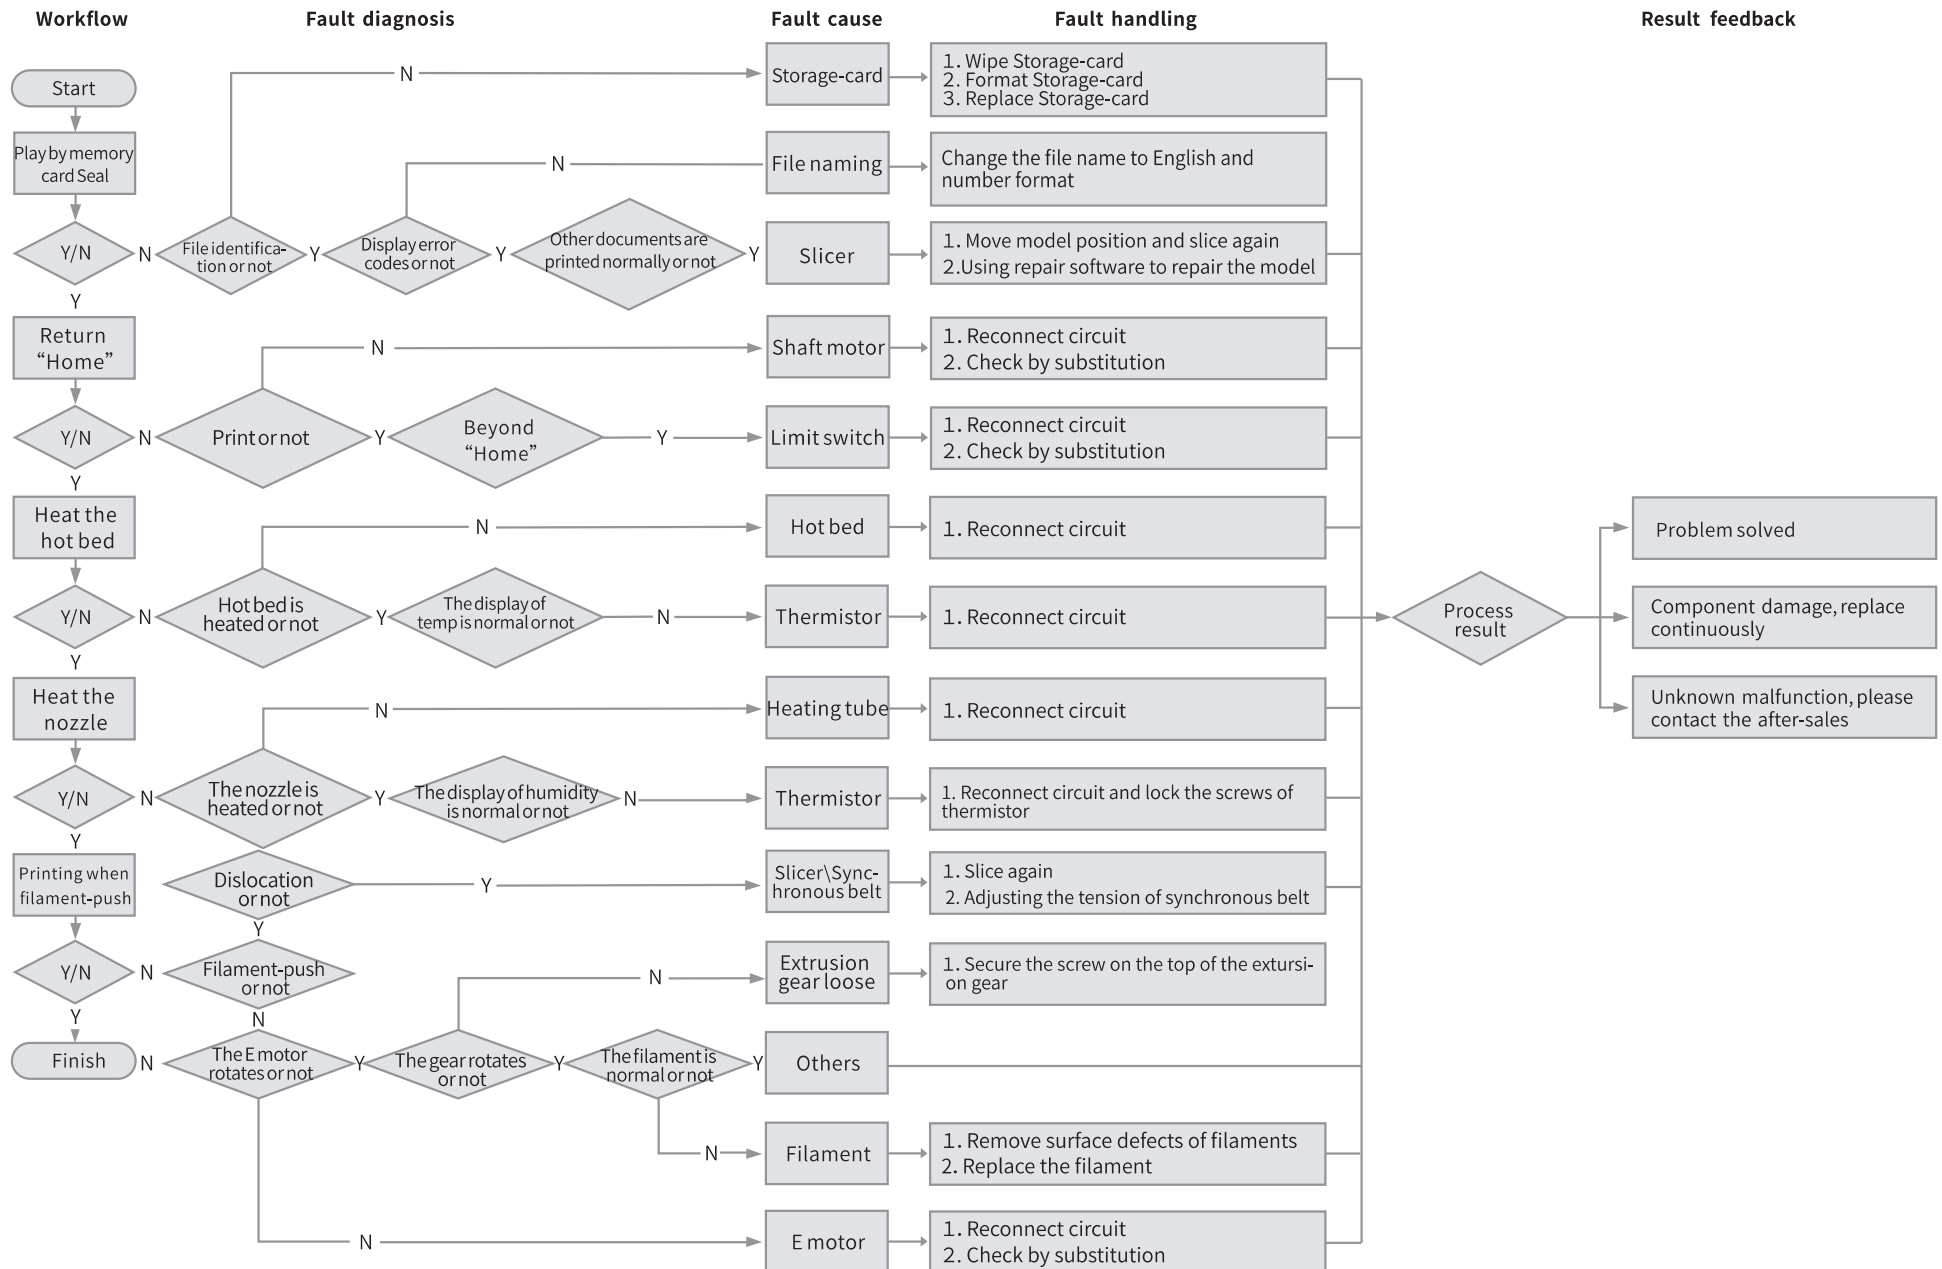 Workflow
Fault diagnosis
Fault cause
Fault handling
Result feedback
Start
N
Storage-card
1. Wipe Storage-card
2. Format Storage-card
3. Replace Storage-card
Play by memory
card Seal
N
File naming
Change the file name to English and
number format
Y/N
N
File identifica-
tion or not
Y
Display error
codes or not
Y
Other documents are
printed normally or not
Y
Slicer
1. Move model position and slice again
2.Using repair software to repair the model
Y
Return
“Home”
N
Shaft motor
1. Reconnect circuit
2. Check by substitution
Y/N
N
Print or not
Y
Beyond
“Home”
Y
Limit switch
1. Reconnect circuit
2. Check by substitution
Y
Heat the
hot bed
N
Hot bed
1. Reconnect circuit
Problem solved
Y/N
N
Hot bed is
heated or not
Y
The display of
temp is normal or not
N
Thermistor
1. Reconnect circuit
Process
result
Component damage, replace
continuously
Y
Heat the
nozzle
N
Heating tube
1. Reconnect circuit
Unknown malfunction, please
contact the after-sales
Y/N
N
The nozzle is
heated or not
Y
The display of humidity
is normal or not
N
Thermistor
1. Reconnect circuit and lock the screws of
thermistor
Y
Printing when
filament-push
Dislocation
or not
Y
Slicer\Sync-
hronous belt
1. Slice again
2. Adjusting the tension of synchronous belt
Y
Y/N
N
Filament-push
or not
N
Extrusion
gear loose
1. Secure the screw on the top of the extursi-
on gear
Y
N
Finish
N
The E motor
rotates or not
Y
The gear rotates
or not
Y
The filament is
normal or not
Y
Others
N
Filament
1. Remove surface defects of filaments
2. Replace the filament
N
E motor
1. Reconnect circuit
2. Check by substitution